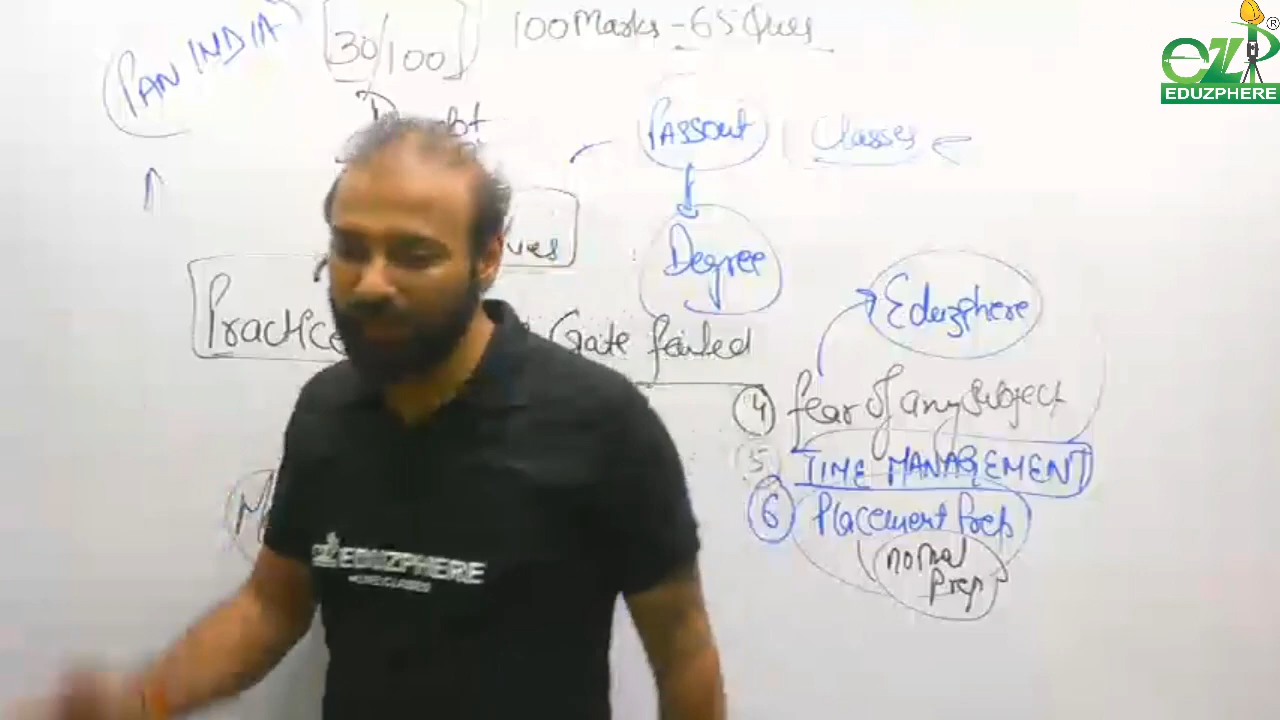 PAN INDIA
30/100
100 Marks - 65 Ques
Passout
Classes
Degree
Practice
Gate failed
Eduzphere
4 fear of any Subject
5 TIME MANAGEMENT
6 Placement Prep
normal
Prep
EZ
EDUZPHERE
EDUZPHERE